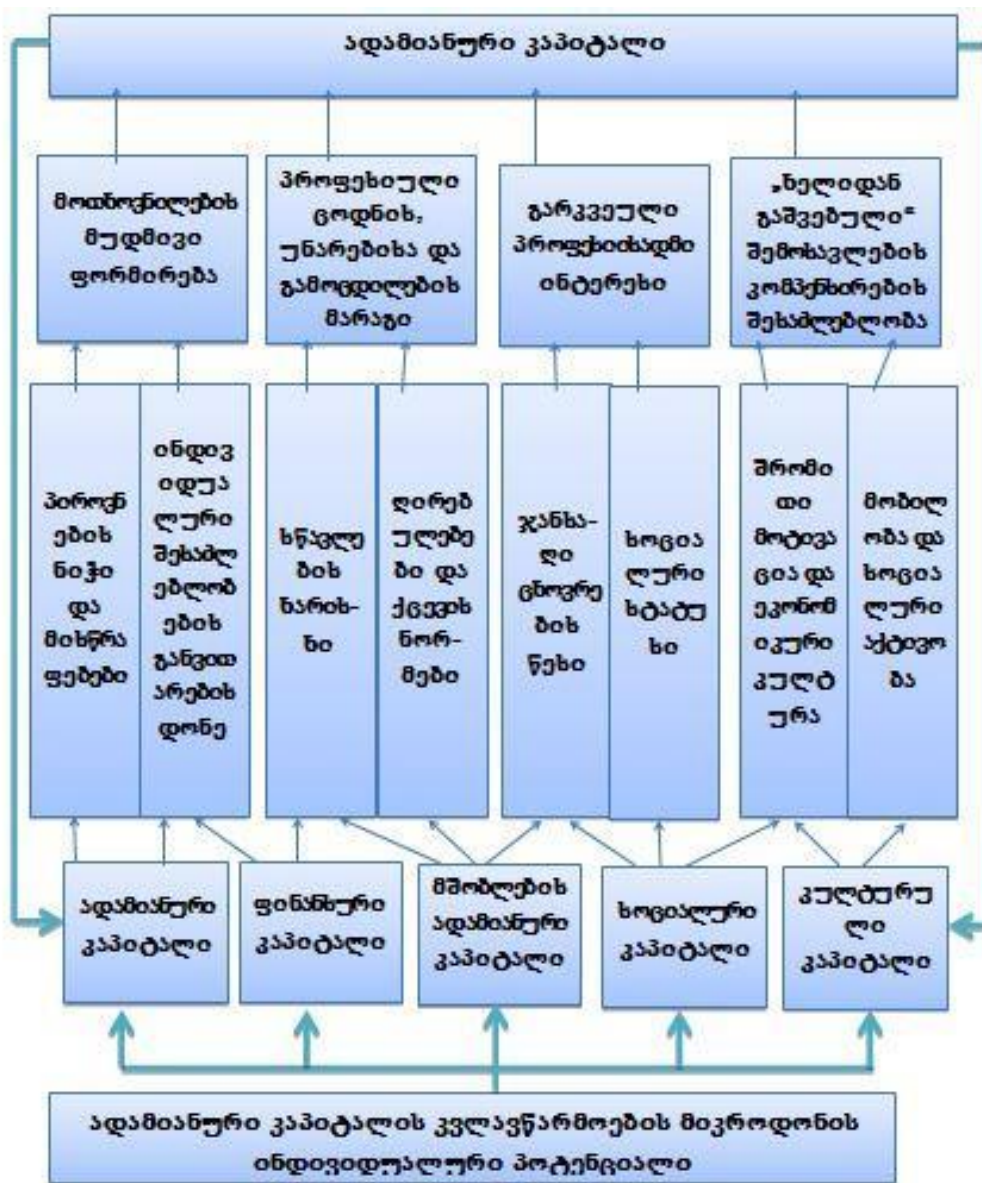 ადამიანური კაპიტალი
მოთხოვნილების
მუდმივი
ფორმირება
პროფესიული
ცოდნის,
უნარებისა და
გამოცდილების
მარაგი
გარკვეული
პროფესიისადმი
ინტერესი
„ხელიდან
გაშვებული“
შემოსავლების
კომპენსირების
შესაძლებლობა
პიროვნ
ების
ნიჭი
და
მისწრა
ფებები
ინდივ
იდუა
ლური
შესაძლ
ებლობ
ების
განვით
არების
დონე
სწავლე
ბის
ხარის-
ხი
ღირებ
ულებე
ბი და
ქცევის
ნორ-
მები
ჯანსა-
ღი
ცხოვრე
ბის
წესი
სოცია
ლური
სტატუ
სი
შრომი
თი
მოტივა
ცია და
ეკონომ
იკური
კულტ
ურა
მობილ
ობა და
სოცია
ლური
აქტივო
ბა
ადამიანური
კაპიტალი
ფინანსური
კაპიტალი
მშობლების
ადამიანური
კაპიტალი
სოციალური
კაპიტალი
კულტურუ
ლი
კაპიტალი
ადამიანური კაპიტალის კვლავწარმოების მიკროდონის
ინდივიდუალური პოტენციალი